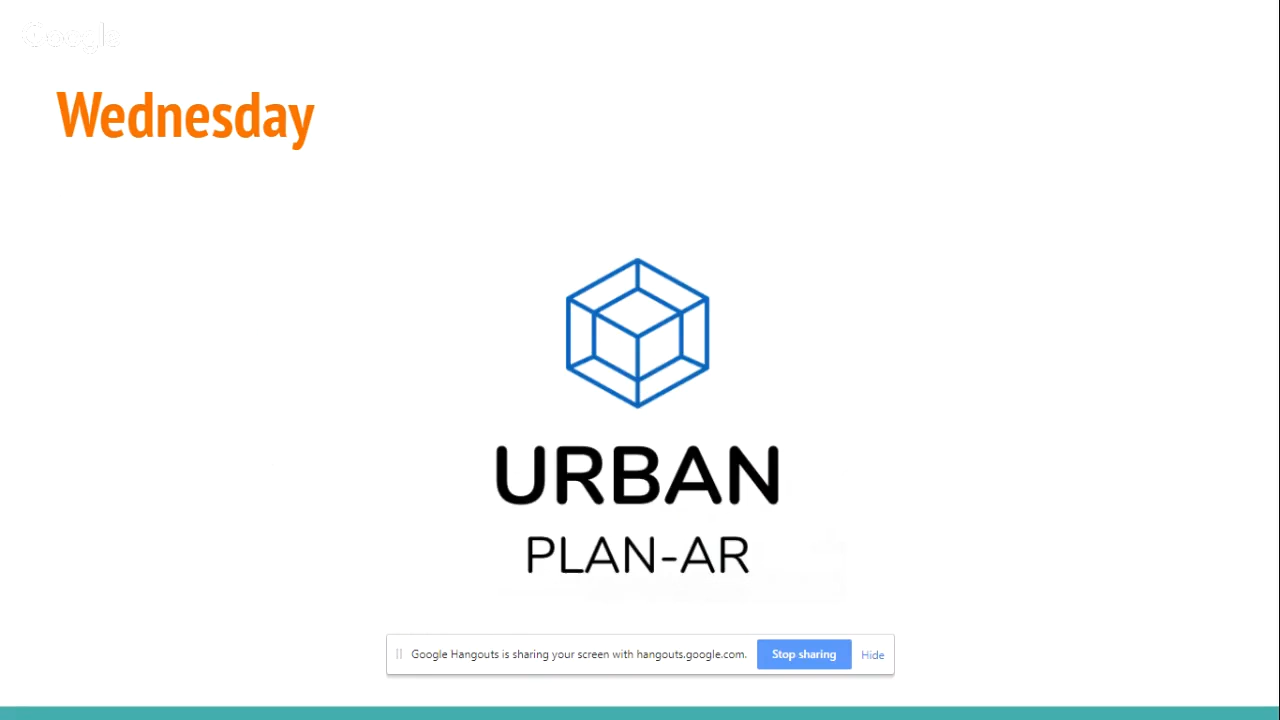 Google
Wednesday
URBAN
PLAN-AR
Google Hangouts is sharing your screen with hangouts.google.com.
Stop sharing
Hide